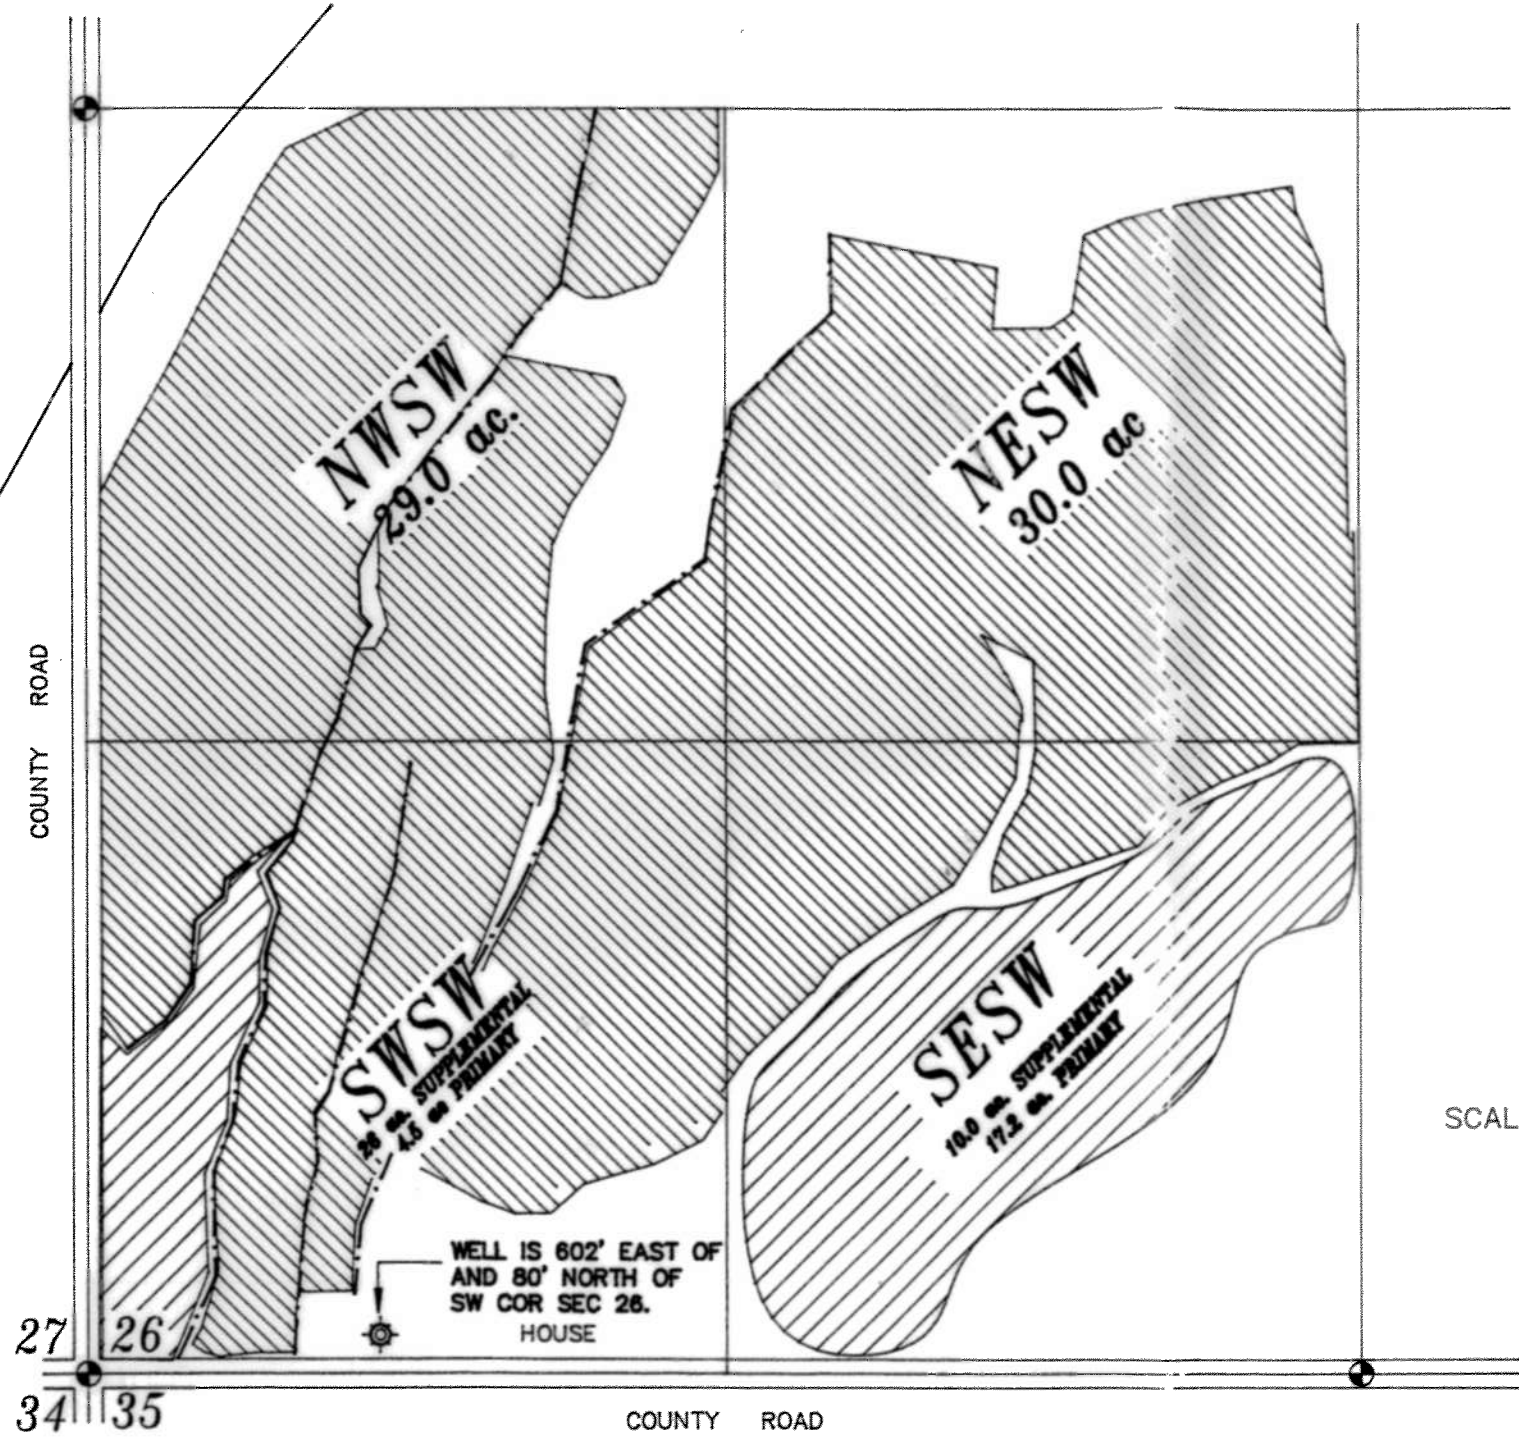 NWSW
29.0 ac.
NESW
30.0 ac
COUNTY ROAD
SWSW
26 ac. SUPPLEMENTAL
4.5 ac PRIMARY
SESW
10.0 ac. SUPPLEMENTAL
17.2 ac. PRIMARY
SCAL
WELL IS 602' EAST OF
AND 80' NORTH OF
SW COR SEC 26.
HOUSE
27 26
34 35
COUNTY ROAD